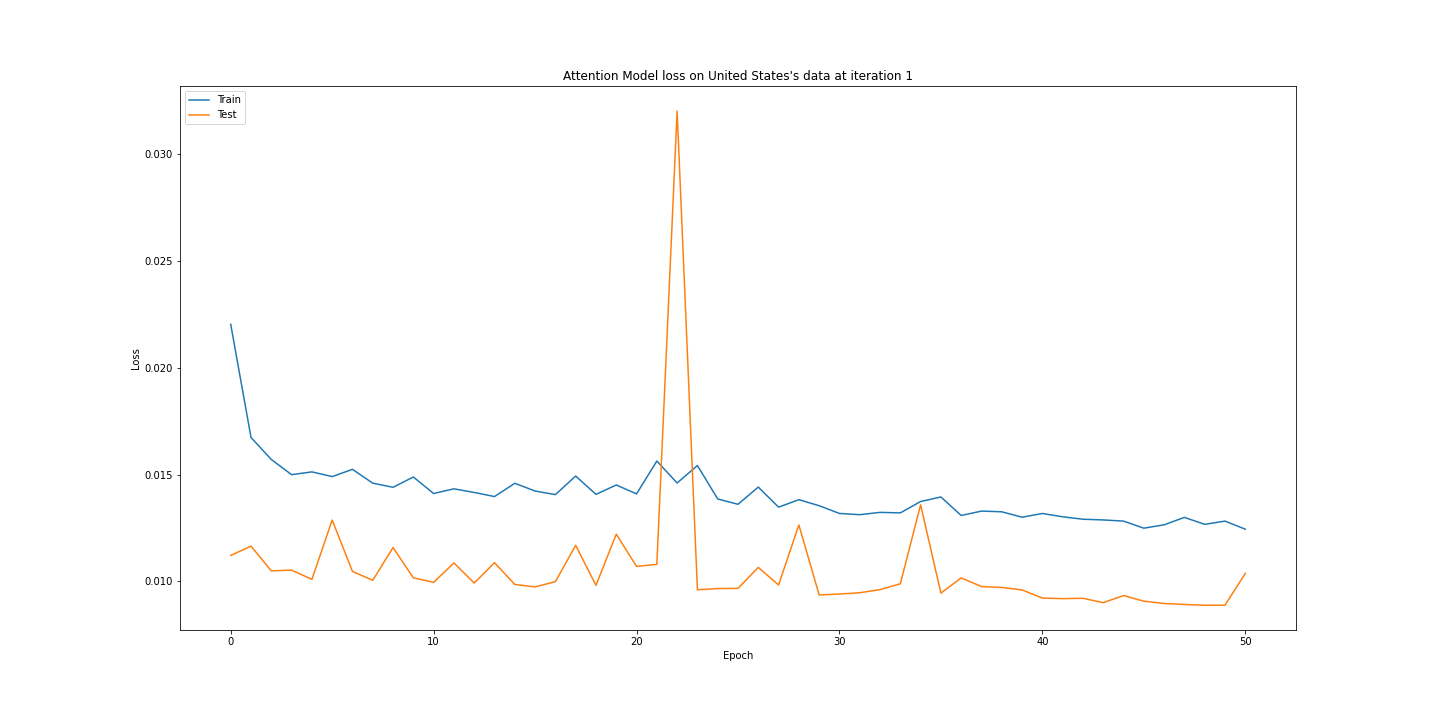 Attention Model loss on United States's data at iteration 1
Train
Test
0.030
0.025
0.020
0.015
0.010
Loss
0 10 20 30 40 50
Epoch